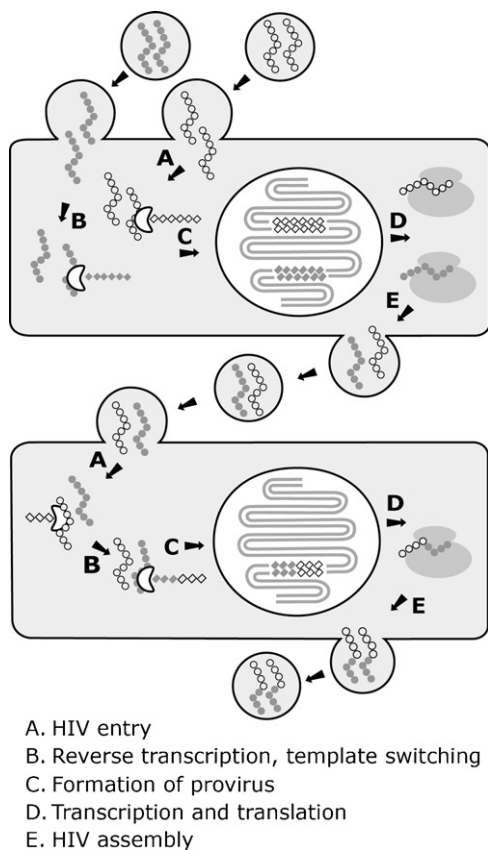 A
B
C
D
E
A
B
C
D
E
A. HIV entry
B. Reverse transcription, template switching
C. Formation of provirus
D. Transcription and translation
E. HIV assembly